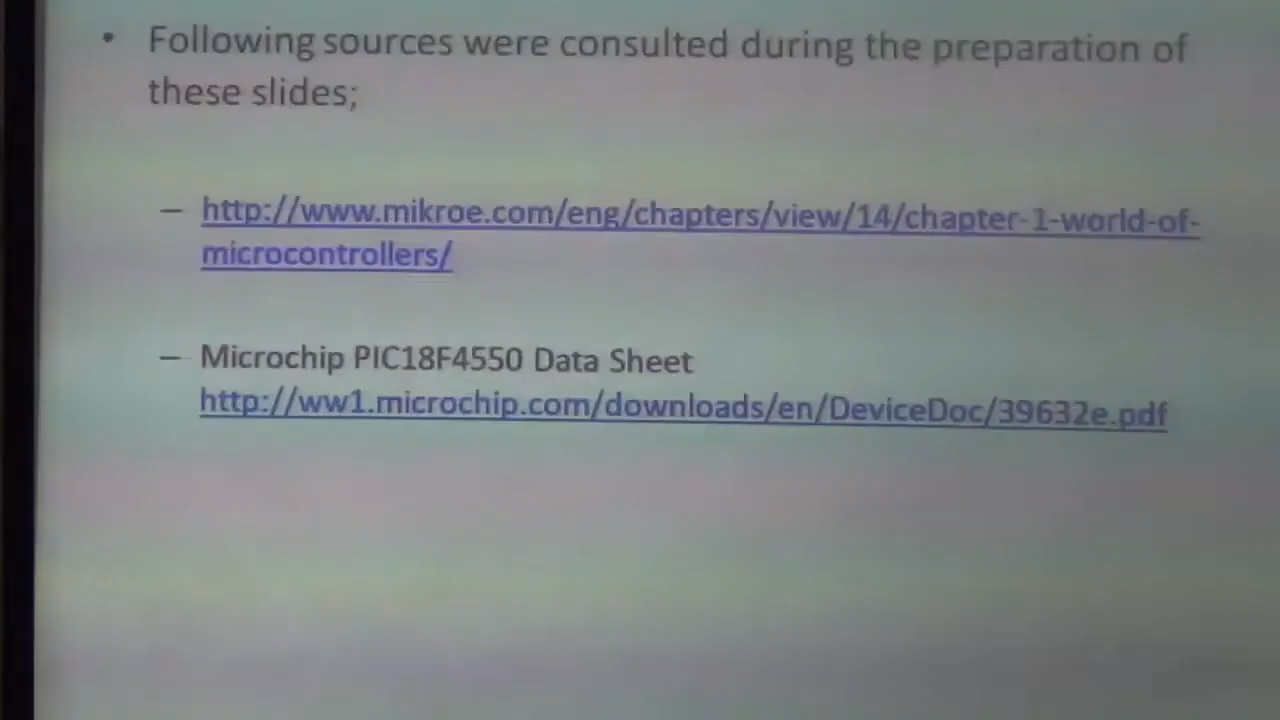 • Following sources were consulted during the preparation of
these slides;
– http://www.mikroe.com/eng/chapters/view/14/chapter-1-world-of-
microcontrollers/
– Microchip PIC18F4550 Data Sheet
http://ww1.microchip.com/downloads/en/DeviceDoc/39632e.pdf